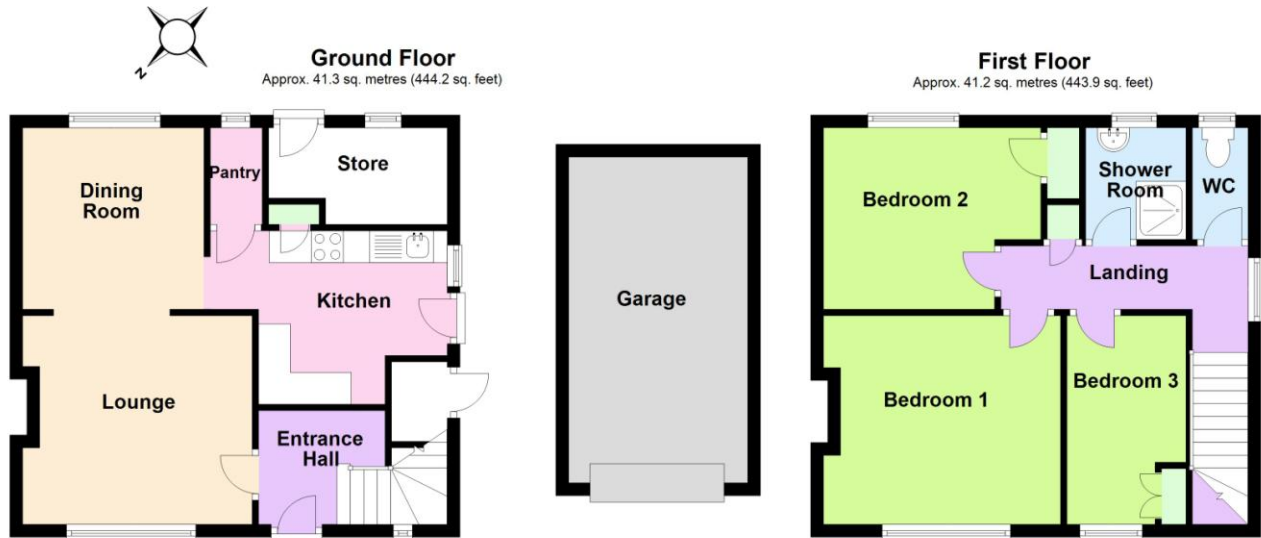 Ground Floor
Approx. 41.3 sq. metres (444.2 sq. feet)
First Floor
Approx. 41.2 sq. metres (443.9 sq. feet)
N
Dining
Room
Pantry
Store
Kitchen
Lounge
Entrance
Hall
Garage
Bedroom 2
Shower
Room
WC
Landing
Bedroom 1
Bedroom 3